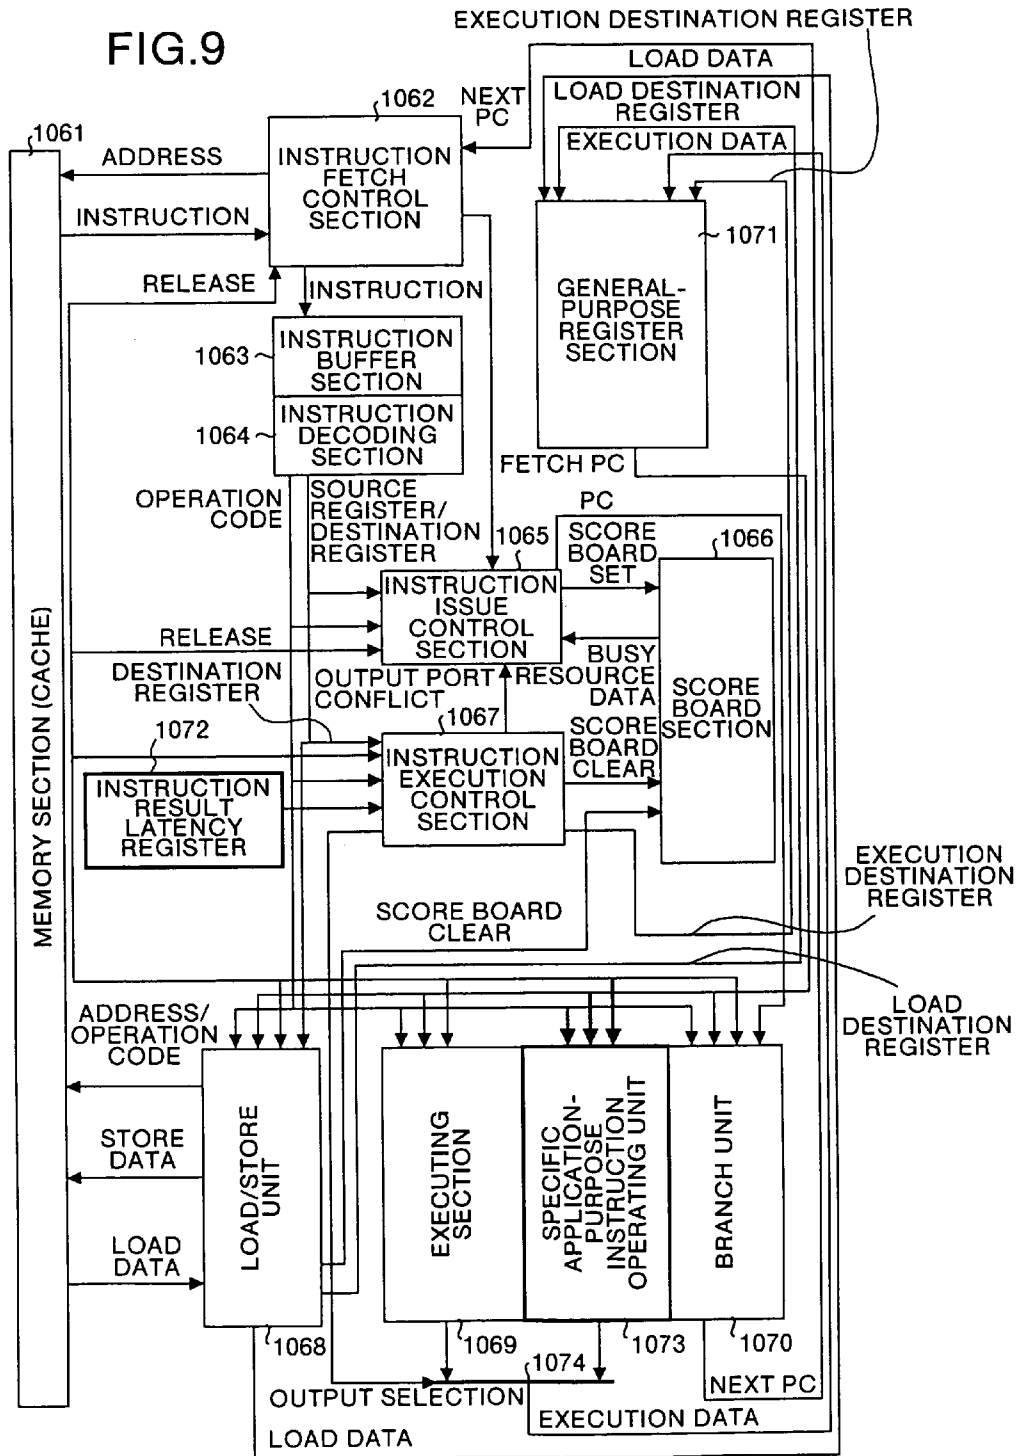 FIG.9
EXECUTION DESTINATION REGISTER
LOAD DATA
LOAD DESTINATION
REGISTER
EXECUTION DATA
NEXT
PC
1062
1061
ADDRESS
INSTRUCTION
INSTRUCTION
FETCH
CONTROL
SECTION
RELEASE
INSTRUCTION
1071
GENERAL-
PURPOSE
REGISTER
SECTION
1063
INSTRUCTION
BUFFER
SECTION
1064
INSTRUCTION
DECODING
SECTION
FETCH PC
OPERATION
CODE
SOURCE
REGISTER/
DESTINATION
REGISTER
PC
1065
SCORE
BOARD
SET
1066
INSTRUCTION
ISSUE
CONTROL
SECTION
RELEASE
DESTINATION
REGISTER
OUTPUT PORT
CONFLICT
BUSY
RESOURCE
DATA
SCORE
BOARD
SECTION
1067
SCORE
BOARD
CLEAR
1072
INSTRUCTION
RESULT
LATENCY
REGISTER
INSTRUCTION
EXECUTION
CONTROL
SECTION
MEMORY SECTION (CACHE)
EXECUTION
DESTINATION
REGISTER
SCORE BOARD
CLEAR
LOAD
DESTINATION
REGISTER
ADDRESS/
OPERATION
CODE
STORE
DATA
LOAD
DATA
LOAD/STORE
UNIT
EXECUTING
SECTION
SPECIFIC
APPLICATION-
PURPOSE
INSTRUCTION
OPERATING UNIT
BRANCH UNIT
1068
1069
1073
1070
1074
OUTPUT SELECTION
NEXT PC
EXECUTION DATA
LOAD DATA